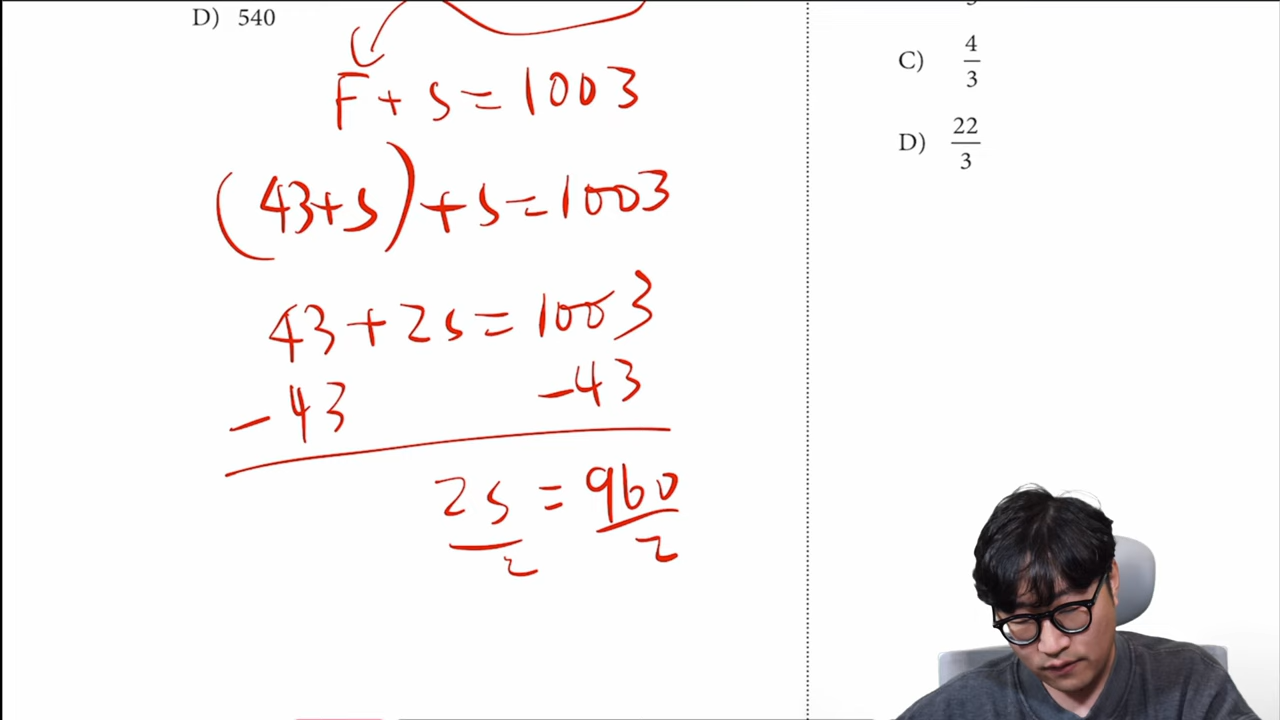 D) 540
F + s = 1003
(43+s) + s = 1003
43 + 2s = 1003
-43 -43
2s = 960
2 2
C) 4/3
D) 22/3